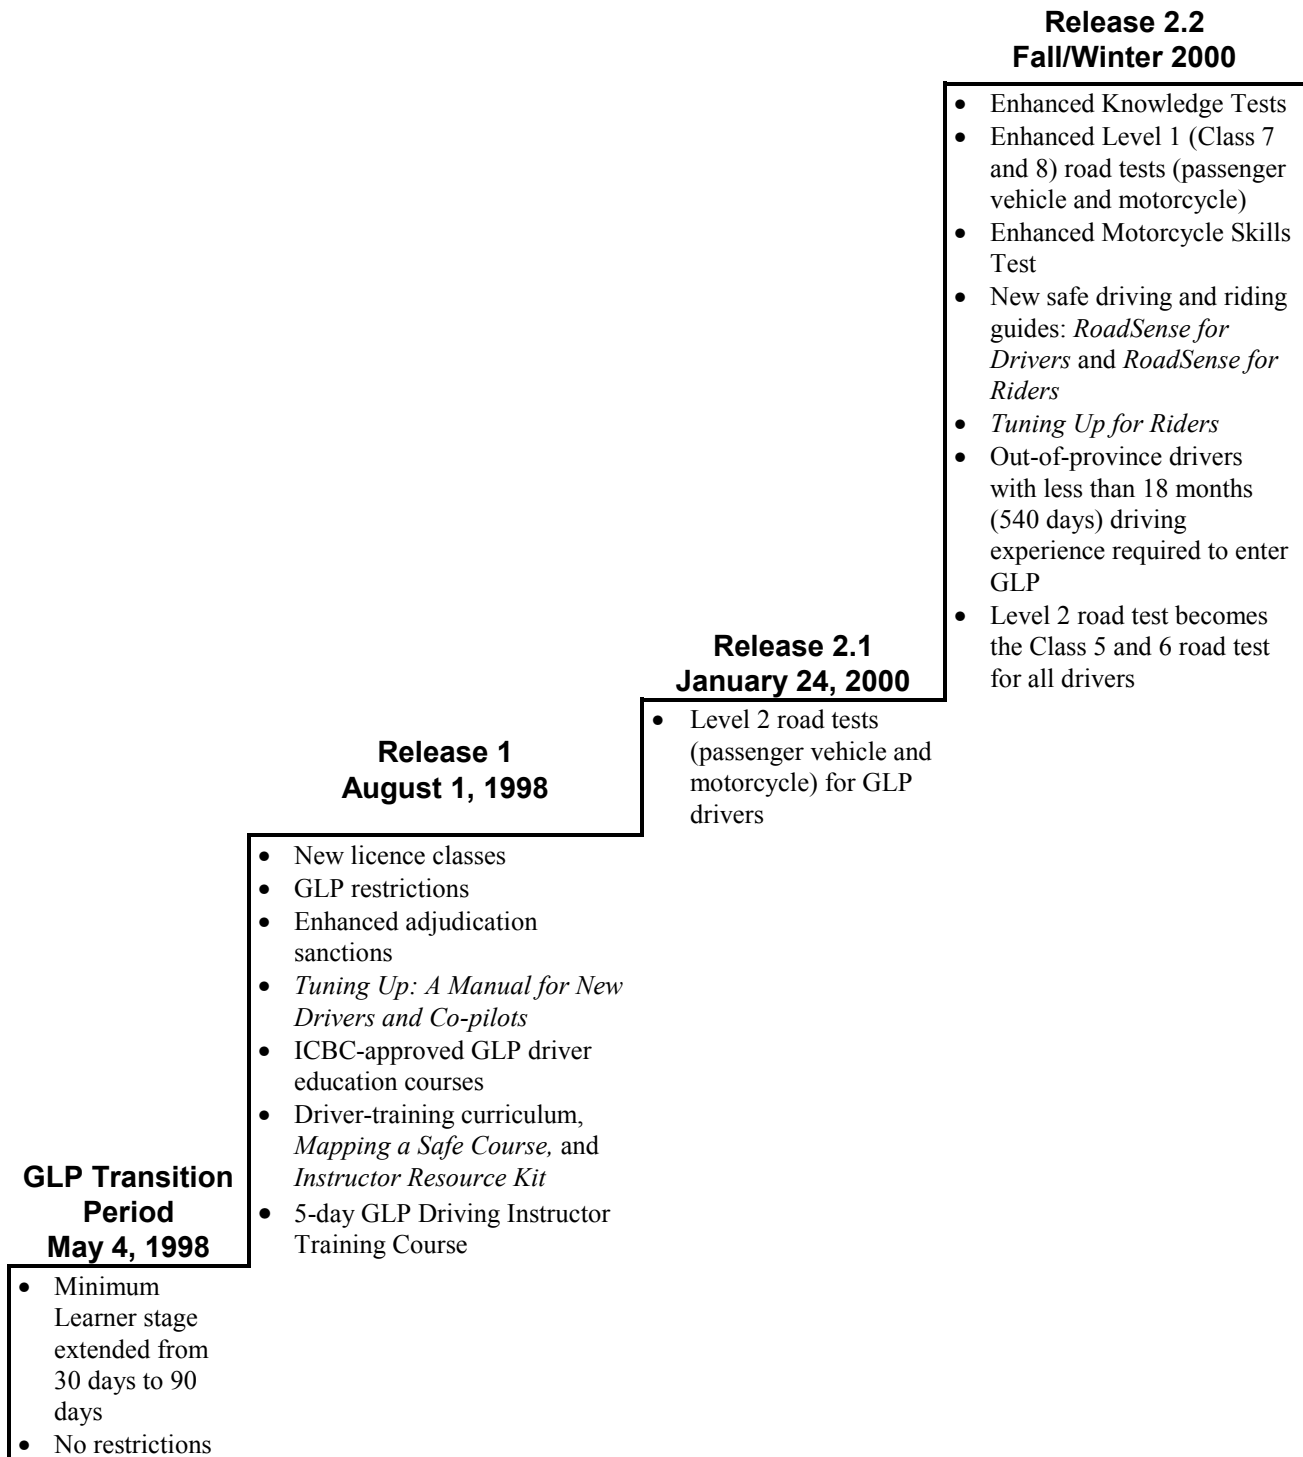 Release 2.2
Fall/Winter 2000
• Enhanced Knowledge Tests
• Enhanced Level 1 (Class 7
and 8) road tests (passenger
vehicle and motorcycle)
• Enhanced Motorcycle Skills
Test
• New safe driving and riding
guides: RoadSense for
Drivers and RoadSense for
Riders
• Tuning Up for Riders
• Out-of-province drivers
with less than 18 months
(540 days) driving
experience required to enter
GLP
• Level 2 road test becomes
the Class 5 and 6 road test
for all drivers
Release 2.1
January 24, 2000
• Level 2 road tests
(passenger vehicle and
motorcycle) for GLP
drivers
Release 1
August 1, 1998
• New licence classes
• GLP restrictions
• Enhanced adjudication
sanctions
• Tuning Up: A Manual for New
Drivers and Co-pilots
• ICBC-approved GLP driver
education courses
• Driver-training curriculum,
Mapping a Safe Course, and
Instructor Resource Kit
• 5-day GLP Driving Instructor
Training Course
GLP Transition
Period
May 4, 1998
• Minimum
Learner stage
extended from
30 days to 90
days
• No restrictions